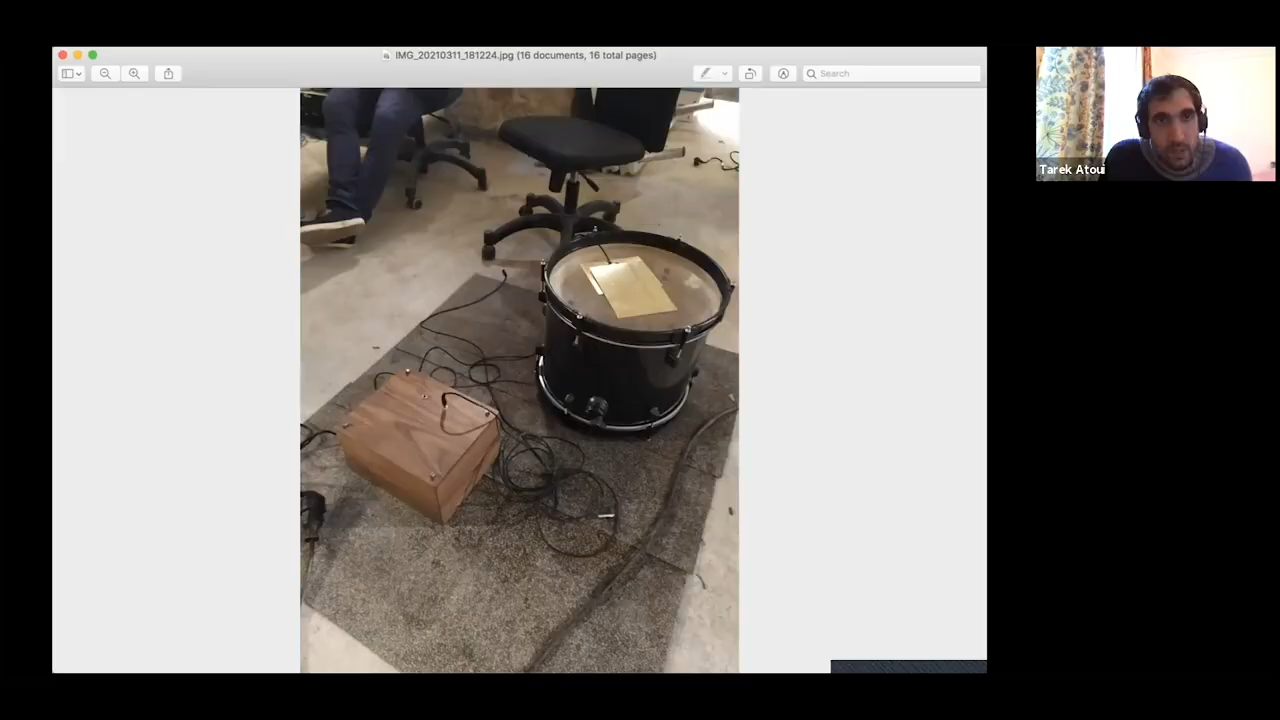 IMG_20210311_181224.jpg (16 documents, 16 total pages)
Search
Tarek Atoui